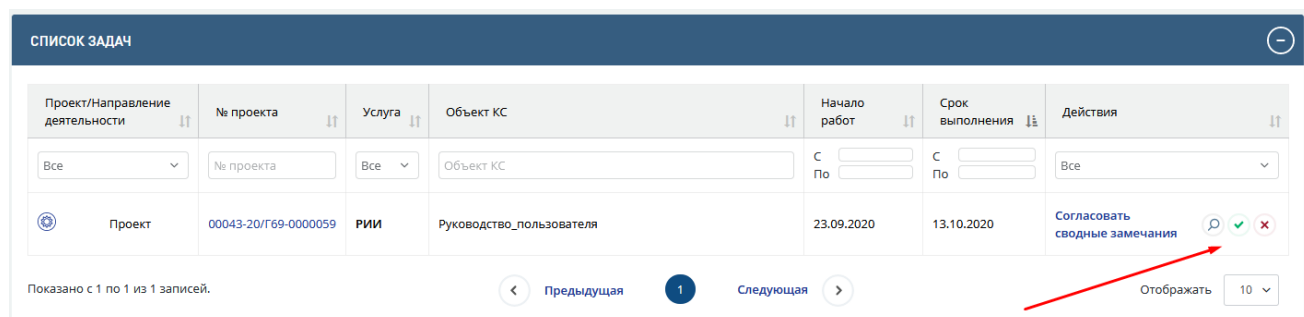 СПИСОК ЗАДАЧ
Проект/Направление деятельности № проекта Услуга Объект КС Начало работ Срок выполнения Действия
Все № проекта Все Объект КС С По С По Все
Проект 00043-20/Г69-0000059 РИИ Руководство_пользователя 23.09.2020 13.10.2020 Согласовать сводные замечания
Показано с 1 по 1 из 1 записей. Предыдущая 1 Следующая Отображать 10